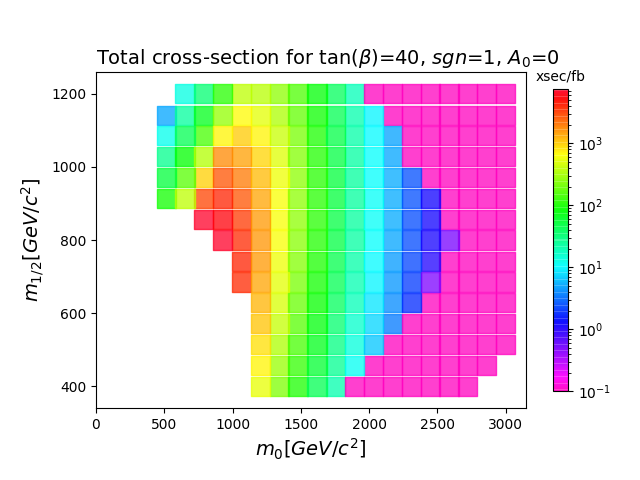 Total cross-section for tan(β)=40, sgn=1, A₀=0
xsec/fb
m₁/₂[GeV/c²]
1200
1000
800
600
400
0 500 1000 1500 2000 2500 3000
m₀[GeV/c²]
10³
10²
10¹
10⁰
10⁻¹